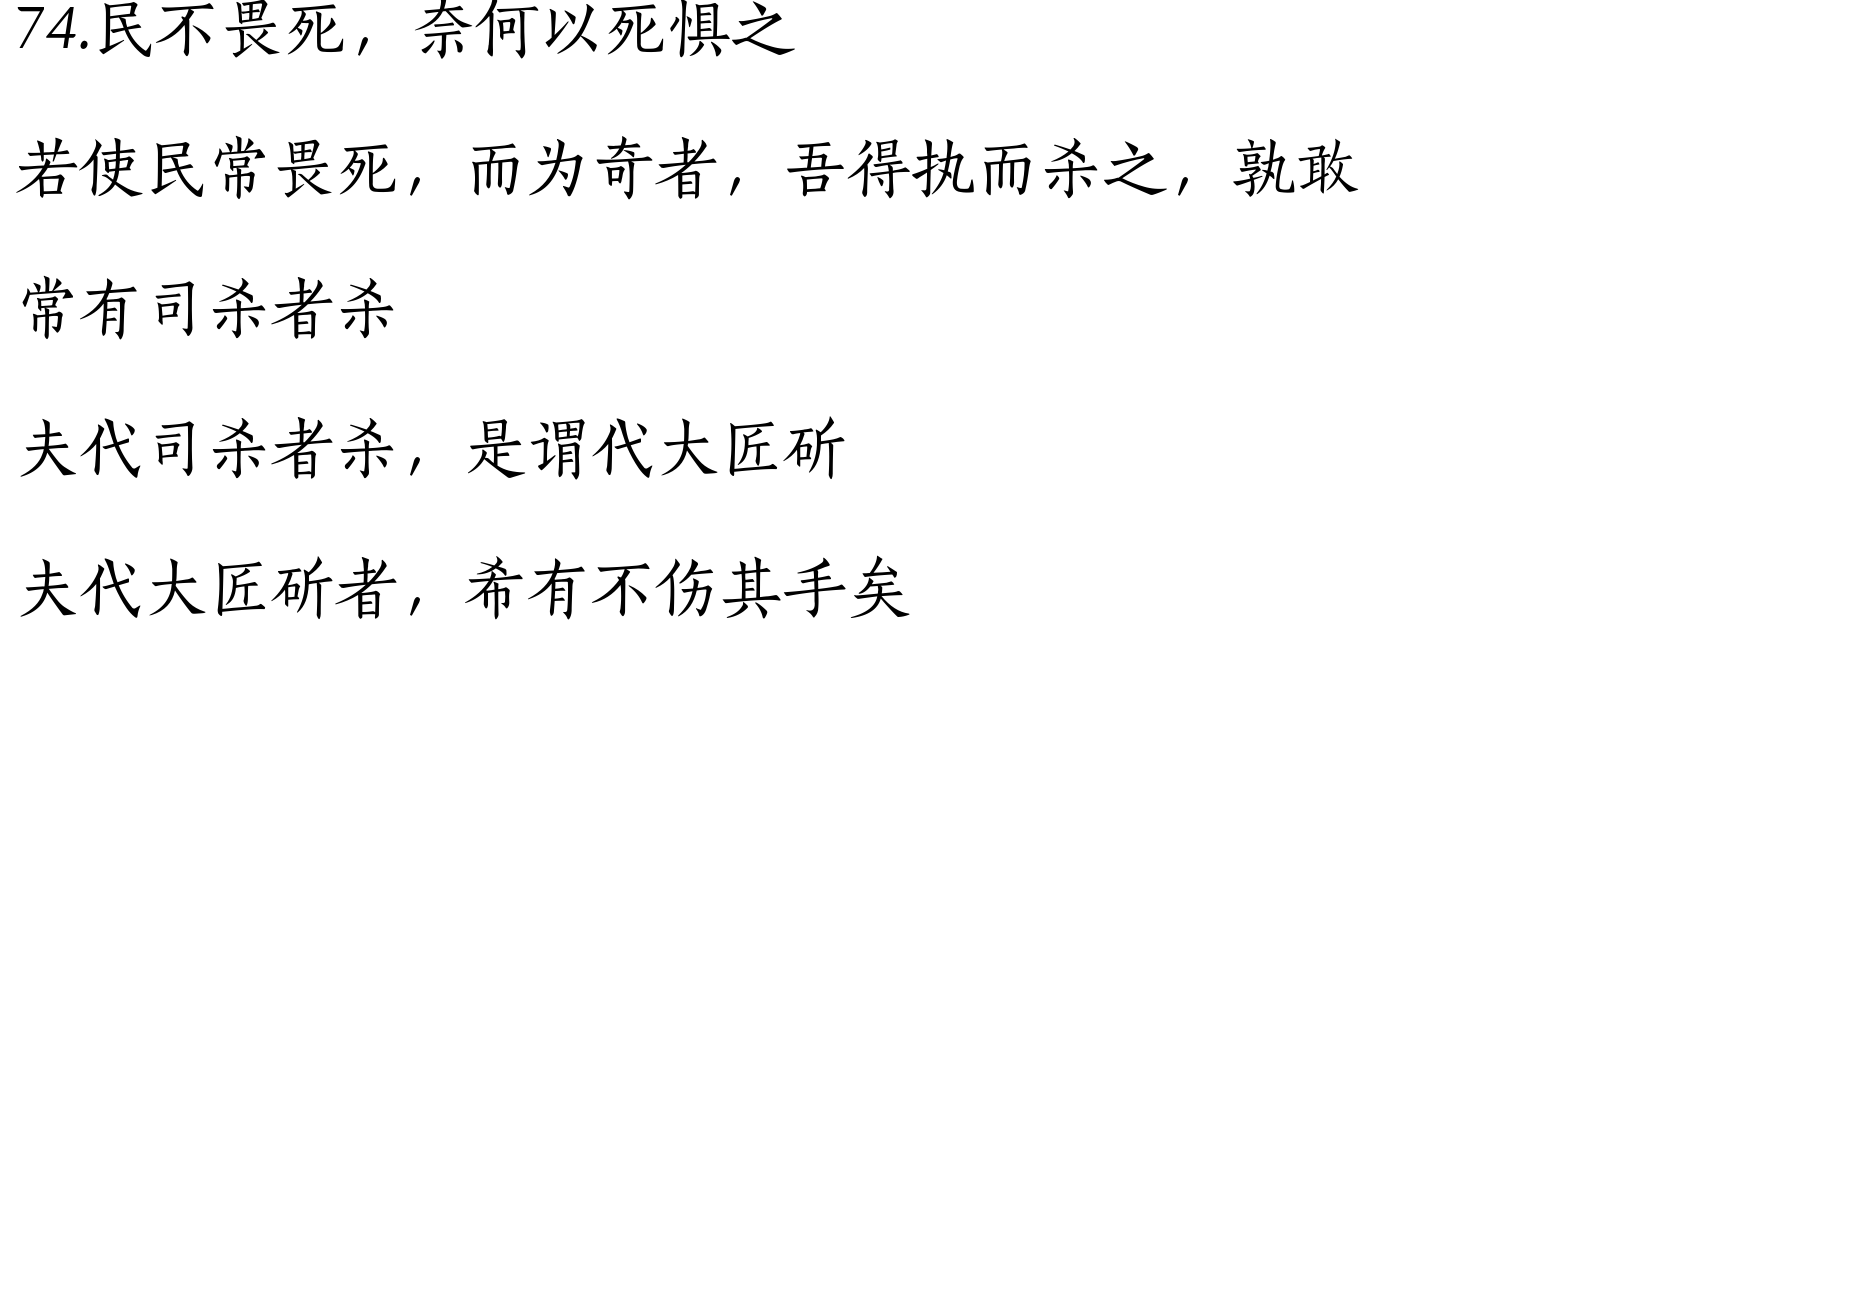 74.民不畏死，奈何以死惧之
若使民常畏死，而为奇者，吾得执而杀之，孰敢
常有司杀者杀
夫代司杀者杀，是谓代大匠斫
夫代大匠斫者，希有不伤其手矣